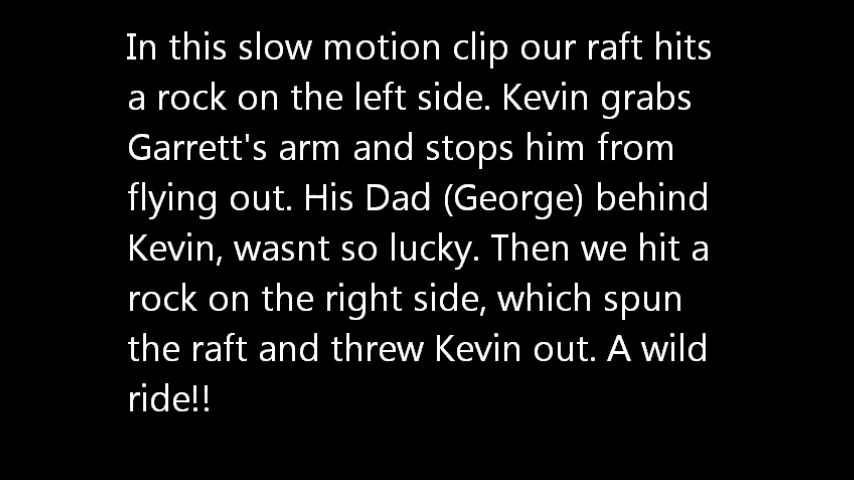 In this slow motion clip our raft hits
a rock on the left side. Kevin grabs
Garrett's arm and stops him from
flying out. His Dad (George) behind
Kevin, wasnt so lucky. Then we hit a
rock on the right side, which spun
the raft and threw Kevin out. A wild
ride!!